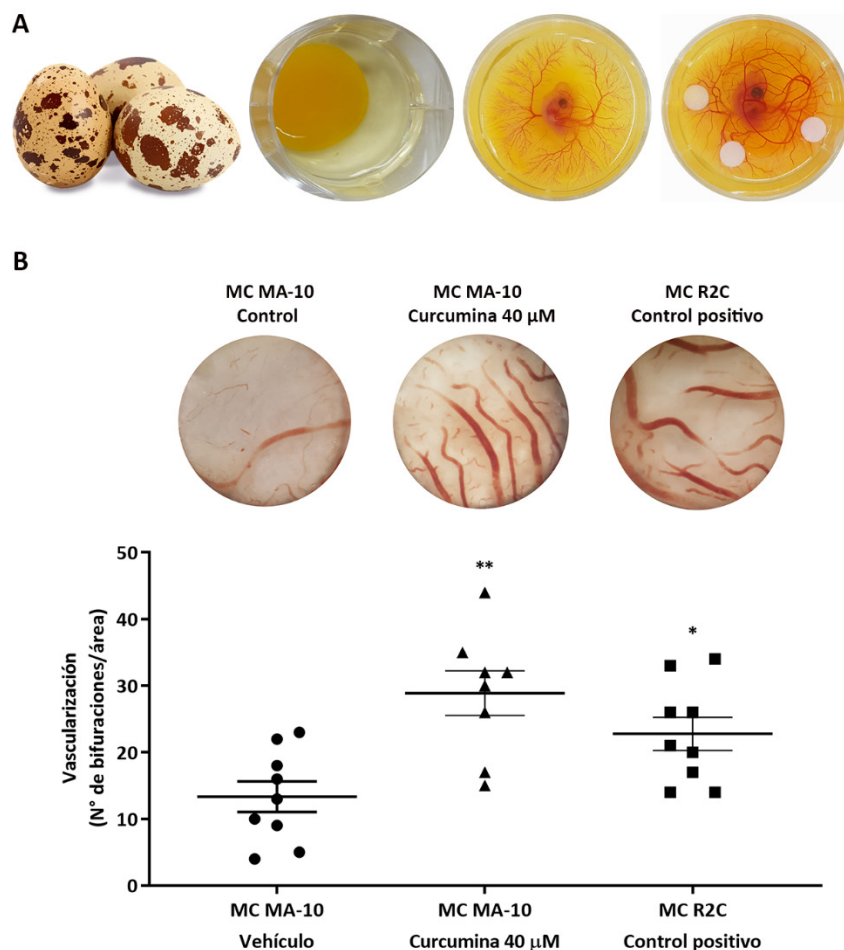 A
B
MC MA-10
Control
MC MA-10
Curcumina 40 µM
MC R2C
Control positivo
Vascularización
(N° de bifuraciones/área)
50
40
30
20
10
0
**
*
MC MA-10
Vehículo
MC MA-10
Curcumina 40 µM
MC R2C
Control positivo